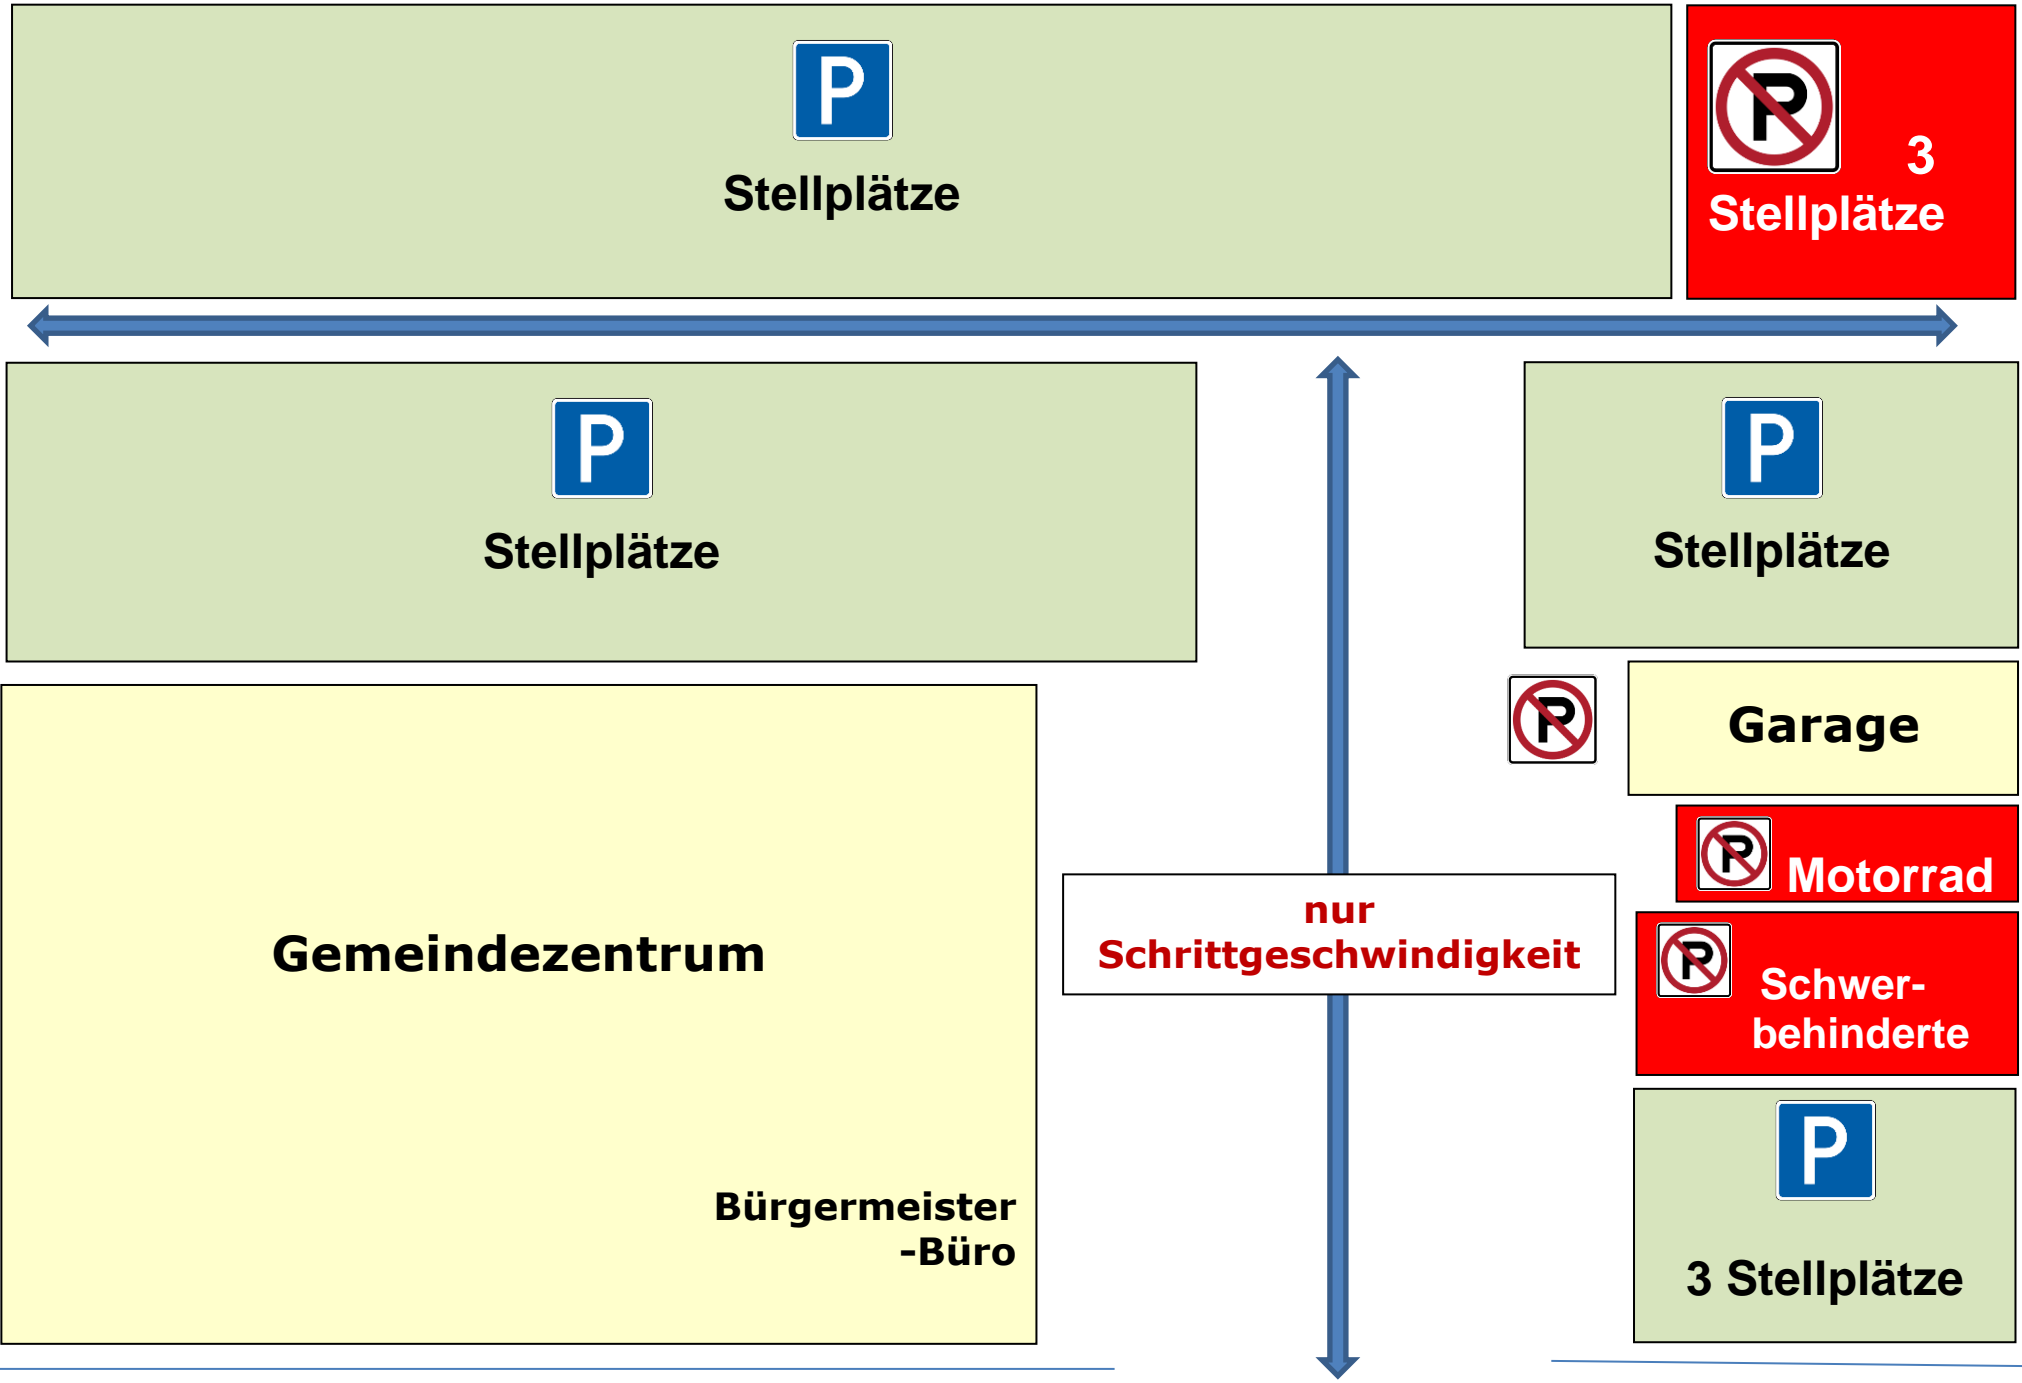 P
Stellplätze
P
3
Stellplätze
P
Stellplätze
P
Stellplätze
P
Garage
P
Motorrad
nur
Schrittgeschwindigkeit
P
Schwer-
behinderte
Gemeindezentrum
Bürgermeister
-Büro
P
3 Stellplätze